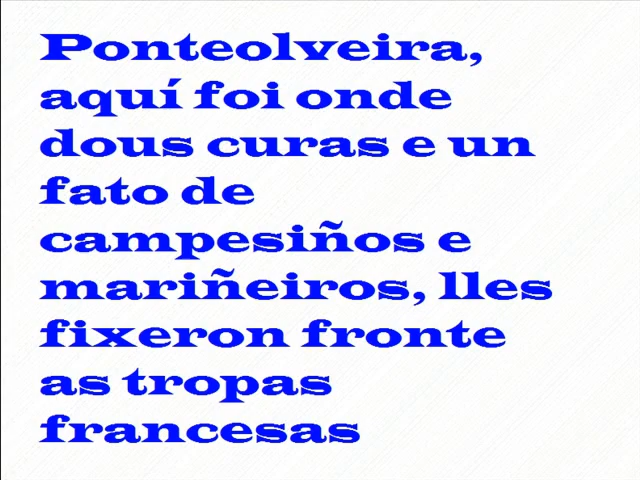 Ponteolveira,
aquí foi onde
dous curas e un
fato de
campesiños e
mariñeiros, lles
fixeron fronte
as tropas
francesas